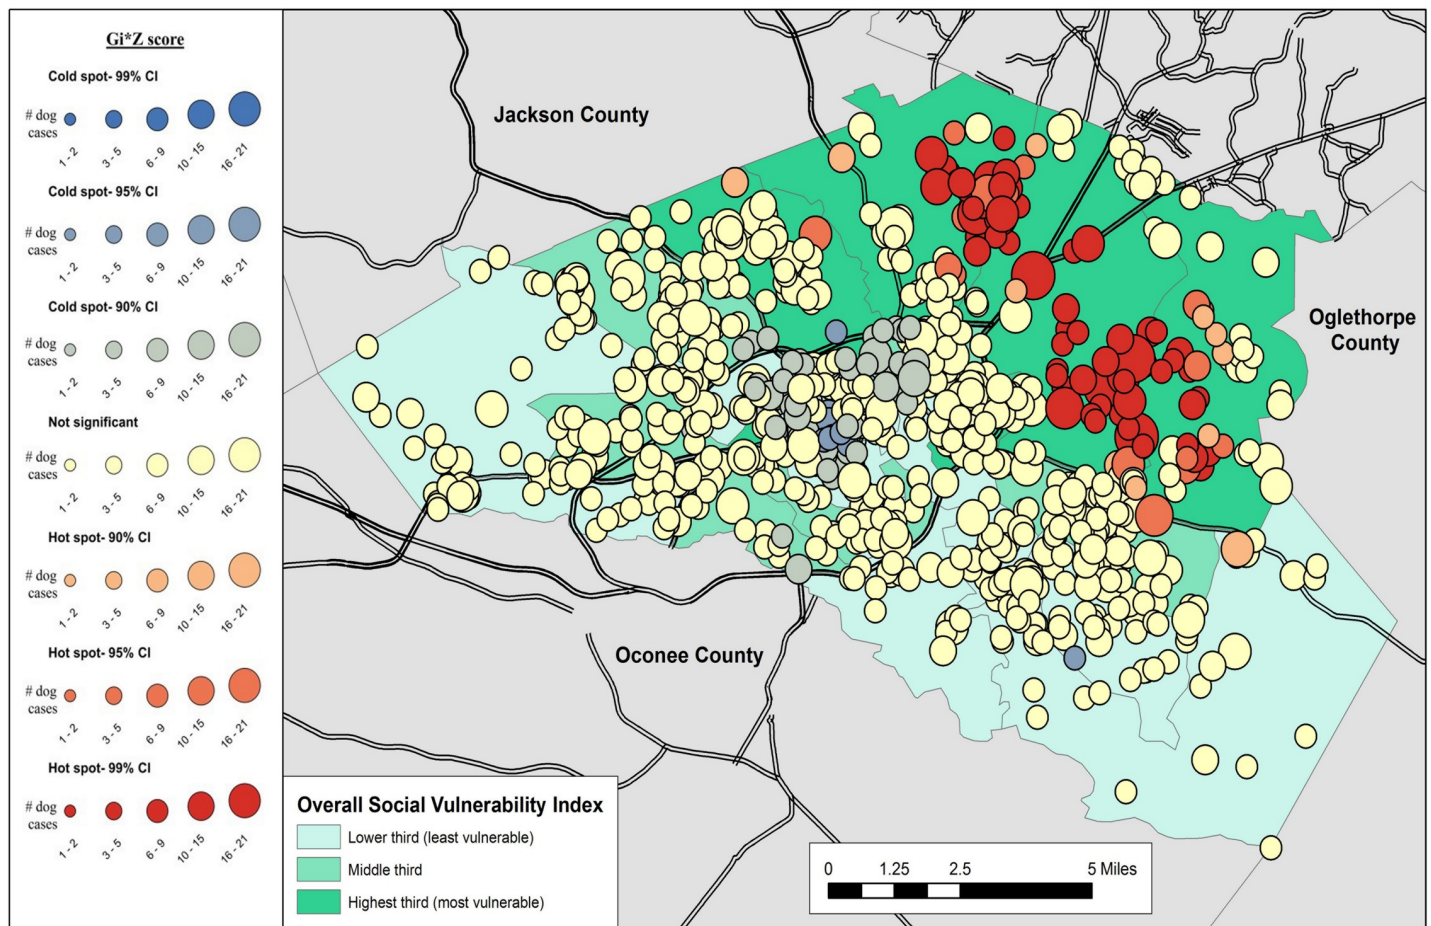 Gi*Z score
Cold spot- 99% CI
# dog
cases
1 - 2
3 - 5
6 - 9
10 - 15
16 - 21
Cold spot- 95% CI
# dog
cases
1 - 2
3 - 5
6 - 9
10 - 15
16 - 21
Cold spot- 90% CI
# dog
cases
1 - 2
3 - 5
6 - 9
10 - 15
16 - 21
Not significant
# dog
cases
1 - 2
3 - 5
6 - 9
10 - 15
16 - 21
Hot spot- 90% CI
# dog
cases
1 - 2
3 - 5
6 - 9
10 - 15
16 - 21
Hot spot- 95% CI
# dog
cases
1 - 2
3 - 5
6 - 9
10 - 15
16 - 21
Hot spot- 99% CI
# dog
cases
1 - 2
3 - 5
6 - 9
10 - 15
16 - 21
Jackson County
Oglethorpe
County
Oconee County
Overall Social Vulnerability Index
Lower third (least vulnerable)
Middle third
Highest third (most vulnerable)
0 1.25 2.5 5 Miles